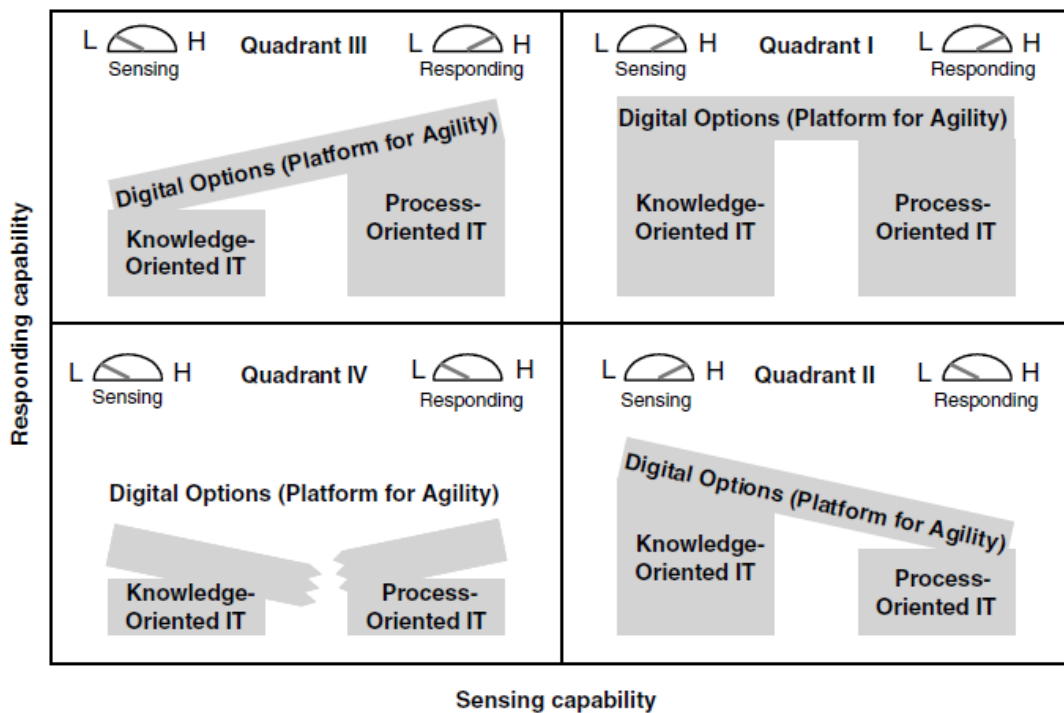 L H Quadrant III L H
Sensing Responding
Digital Options (Platform for Agility)
Knowledge-
Oriented IT
Process-
Oriented IT
L H Quadrant I L H
Sensing Responding
Digital Options (Platform for Agility)
Knowledge-
Oriented IT
Process-
Oriented IT
Responding capability
L H Quadrant IV L H
Sensing Responding
Digital Options (Platform for Agility)
Knowledge-
Oriented IT
Process-
Oriented IT
L H Quadrant II L H
Sensing Responding
Digital Options (Platform for Agility)
Knowledge-
Oriented IT
Process-
Oriented IT
Sensing capability